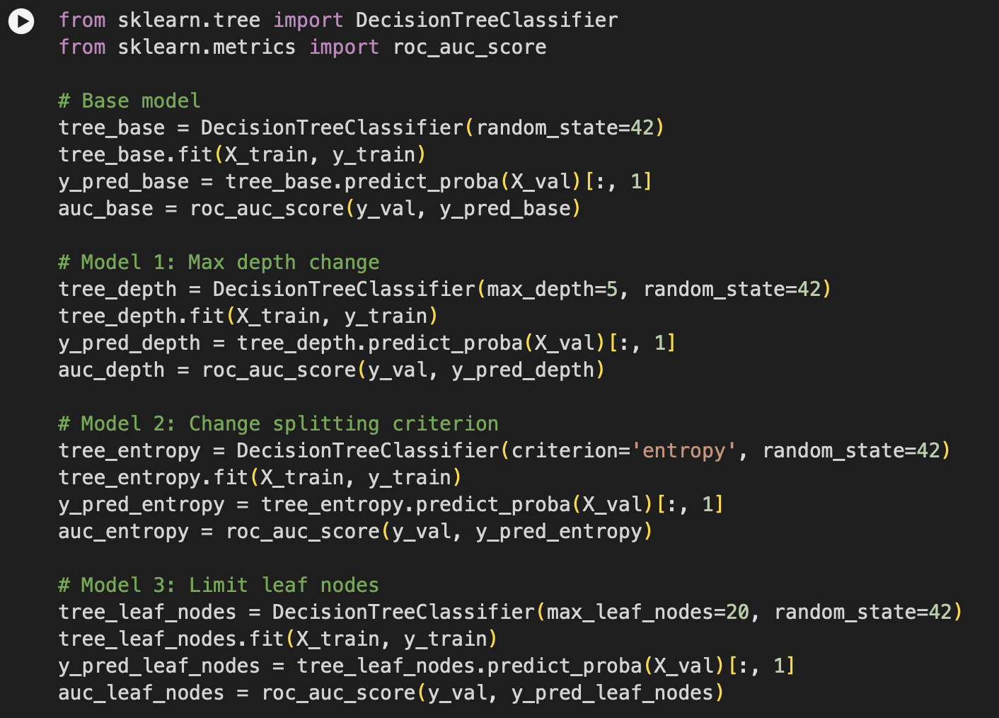 from sklearn.tree import DecisionTreeClassifier
from sklearn.metrics import roc_auc_score
# Base model
tree_base = DecisionTreeClassifier(random_state=42)
tree_base.fit(X_train, y_train)
y_pred_base = tree_base.predict_proba(X_val)[:, 1]
auc_base = roc_auc_score(y_val, y_pred_base)
# Model 1: Max depth change
tree_depth = DecisionTreeClassifier(max_depth=5, random_state=42)
tree_depth.fit(X_train, y_train)
y_pred_depth = tree_depth.predict_proba(X_val)[:, 1]
auc_depth = roc_auc_score(y_val, y_pred_depth)
# Model 2: Change splitting criterion
tree_entropy = DecisionTreeClassifier(criterion='entropy', random_state=42)
tree_entropy.fit(X_train, y_train)
y_pred_entropy = tree_entropy.predict_proba(X_val)[:, 1]
auc_entropy = roc_auc_score(y_val, y_pred_entropy)
# Model 3: Limit leaf nodes
tree_leaf_nodes = DecisionTreeClassifier(max_leaf_nodes=20, random_state=42)
tree_leaf_nodes.fit(X_train, y_train)
y_pred_leaf_nodes = tree_leaf_nodes.predict_proba(X_val)[:, 1]
auc_leaf_nodes = roc_auc_score(y_val, y_pred_leaf_nodes)